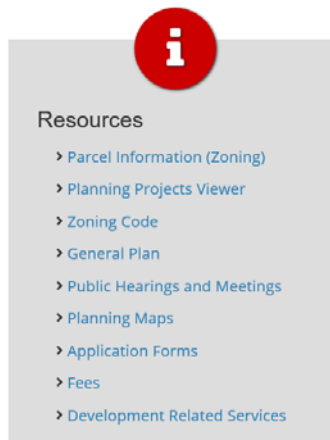 Resources
Parcel Information (Zoning)
Planning Projects Viewer
Zoning Code
General Plan
Public Hearings and Meetings
Planning Maps
Application Forms
Fees
Development Related Services